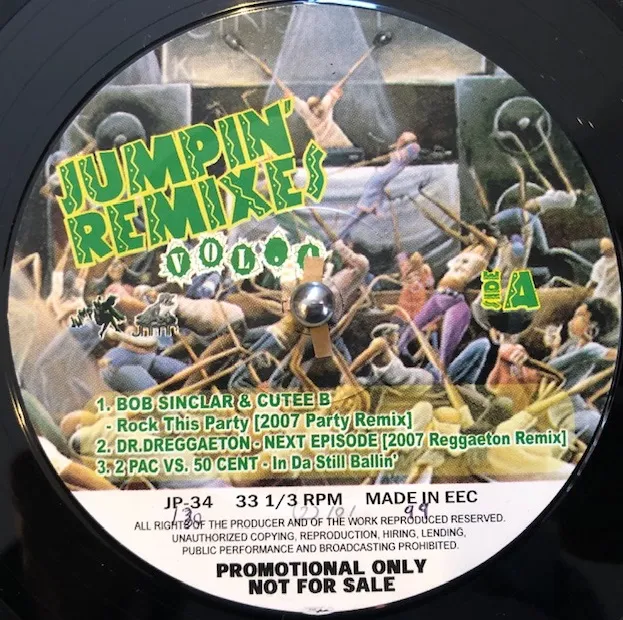 JUMPIN'
REMIXES
VOL.
SIDE A
1. BOB SINCLAR & CUTEE B
- Rock This Party [2007 Party Remix]
2. DR.DREGGAETON - NEXT EPISODE [2007 Reggaeton Remix]
3. 2 PAC VS. 50 CENT - In Da Still Ballin'
JP-34 33 1/3 RPM MADE IN EEC
130 99
ALL RIGHTS OF THE PRODUCER AND OF THE WORK REPRODUCED RESERVED.
UNAUTHORIZED COPYING, REPRODUCTION, HIRING, LENDING,
PUBLIC PERFORMANCE AND BROADCASTING PROHIBITED.
PROMOTIONAL ONLY
NOT FOR SALE